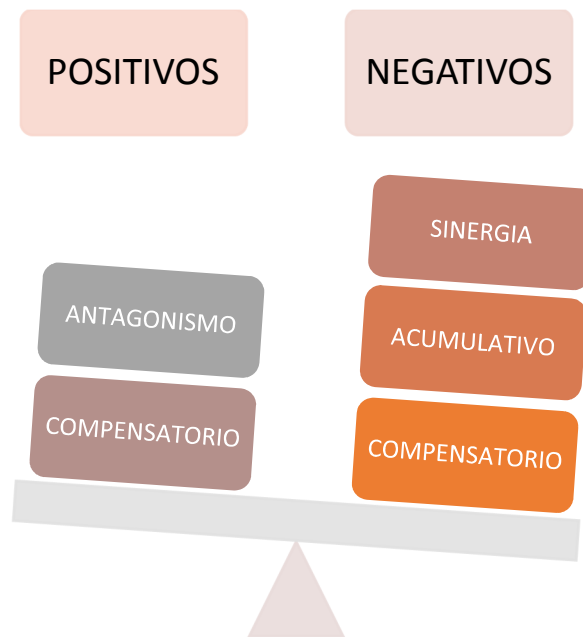 POSITIVOS
NEGATIVOS
SINERGIA
ANTAGONISMO
ACUMULATIVO
COMPENSATORIO
COMPENSATORIO